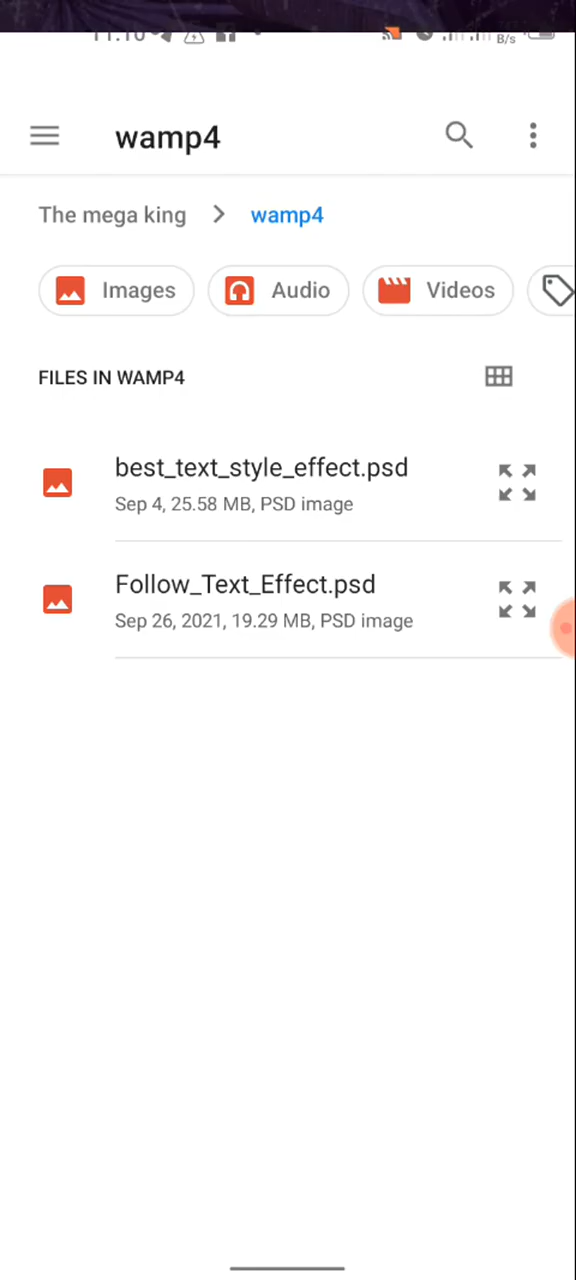 wamp4
The mega king > wamp4
Images Audio Videos
FILES IN WAMP4
best_text_style_effect.psd
Sep 4, 25.58 MB, PSD image
Follow_Text_Effect.psd
Sep 26, 2021, 19.29 MB, PSD image